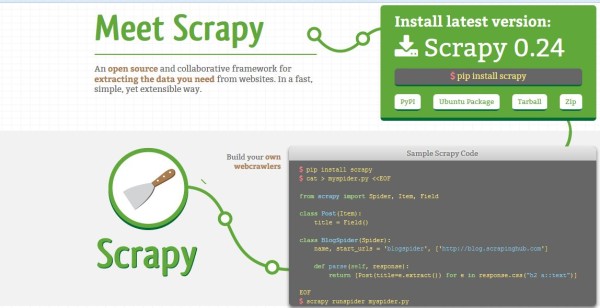 Meet Scrapy
An open source and collaborative framework for
extracting the data you need from websites. In a fast,
simple, yet extensible way.
Install latest version:
Scrapy 0.24
$ pip install scrapy
PyPI
Ubuntu Package
Tarball
Zip
Build your own
webcrawlers
Scrapy
Sample Scrapy Code
$ pip install scrapy
$ cat > myspider.py <<EOF
from scrapy import Spider, Item, Field
class Post(Item):
title = Field()
class BlogSpider(Spider):
name, start_urls = 'blogspider', ['http://blog.scrapinghub.com']
def parse(self, response):
return [Post(title=e.extract()) for e in response.css("h2 a::text")]
EOF
$ scrapy runspider myspider.py